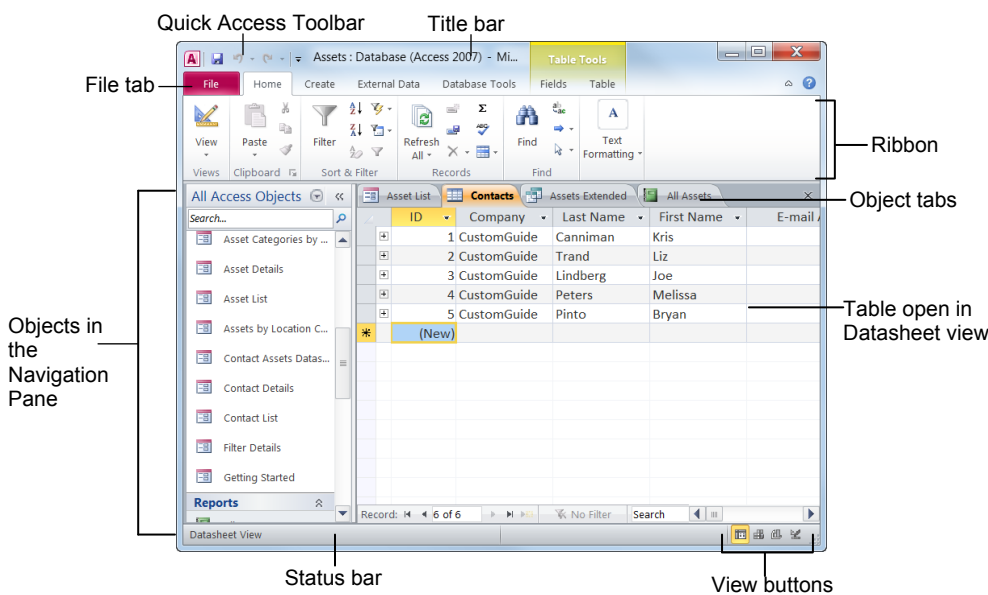 Quick Access Toolbar
Title bar
Assets : Database (Access 2007) - Mi...
Table Tools
File tab
File
Home
Create
External Data
Database Tools
Fields
Table
View
Paste
Filter
Refresh
All
Find
Text
Formatting
Views
Clipboard
Sort & Filter
Records
Find
Ribbon
All Access Objects
Asset List
Contacts
Assets Extended
All Assets
Object tabs
Search...
ID Company Last Name First Name E-mail
1 CustomGuide Canniman Kris
2 CustomGuide Trand Liz
3 CustomGuide Lindberg Joe
4 CustomGuide Peters Melissa
5 CustomGuide Pinto Bryan
(New)
Asset Categories by ...
Asset Details
Asset List
Assets by Location C...
Contact Assets Datas...
Contact Details
Contact List
Filter Details
Getting Started
Reports
Objects in
the
Navigation
Pane
Table open in
Datasheet view
Record: 6 of 6 No Filter Search
Datasheet View
Status bar
View buttons